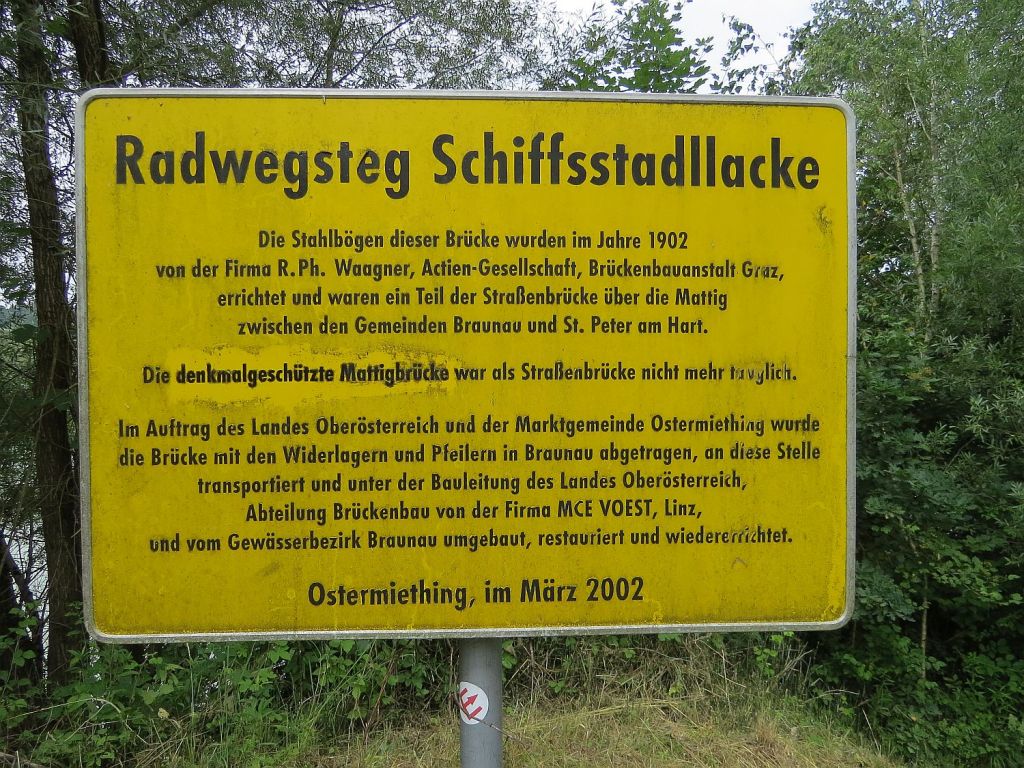 Radwegsteg Schiffsstadllacke
Die Stahlbögen dieser Brücke wurden im Jahre 1902
von der Firma R.Ph. Waagner, Actien-Gesellschaft, Brückenbauanstalt Graz,
errichtet und waren ein Teil der Straßenbrücke über die Mattig
zwischen den Gemeinden Braunau und St. Peter am Hart.
Die denkmalgeschützte Mattigbrücke war als Straßenbrücke nicht mehr tauglich.
Im Auftrag des Landes Oberösterreich und der Marktgemeinde Ostermiething wurde
die Brücke mit den Widerlagern und Pfeilern in Braunau abgetragen, an diese Stelle
transportiert und unter der Bauleitung des Landes Oberösterreich,
Abteilung Brückenbau von der Firma MCE VOEST, Linz,
und vom Gewässerbezirk Braunau umgebaut, restauriert und wiedererrichtet.
Ostermiething, im März 2002